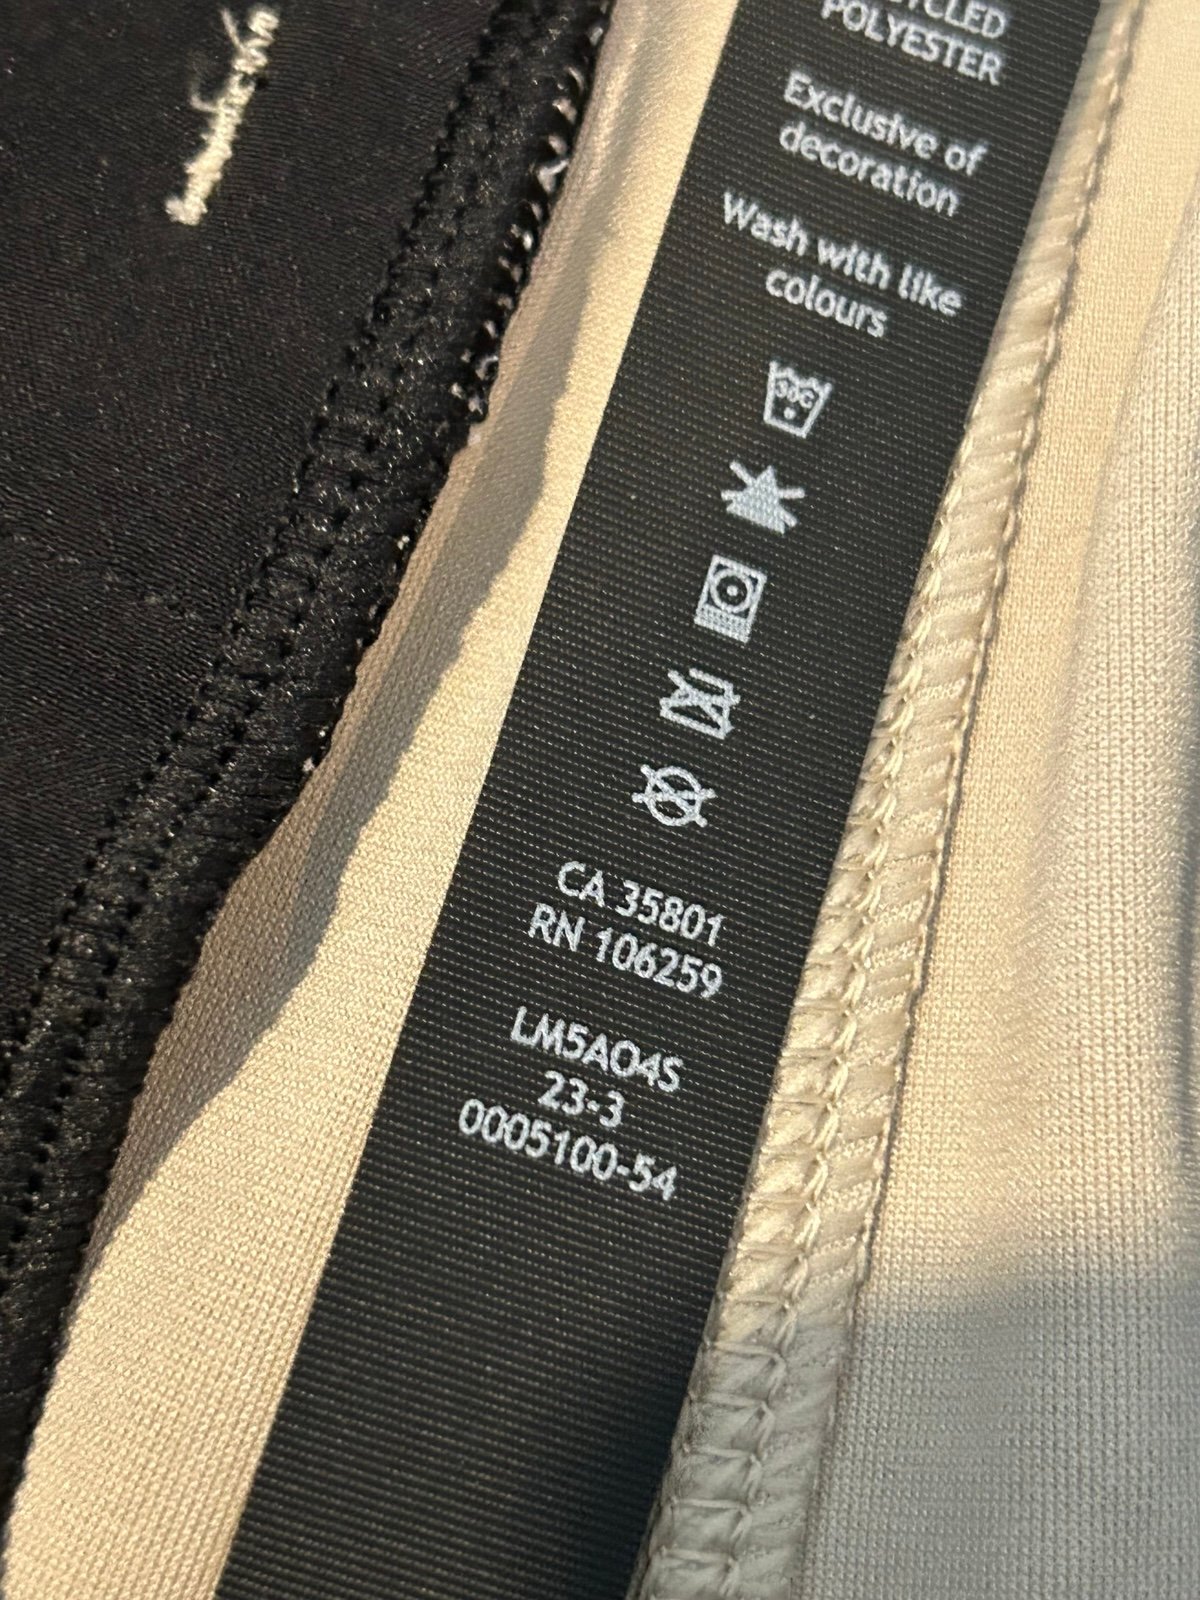 POLYESTER
Exclusive of
decoration
Wash with like
colours
30C
CA 35801
RN 106259
LM5AO4S
23-3
0005100-54